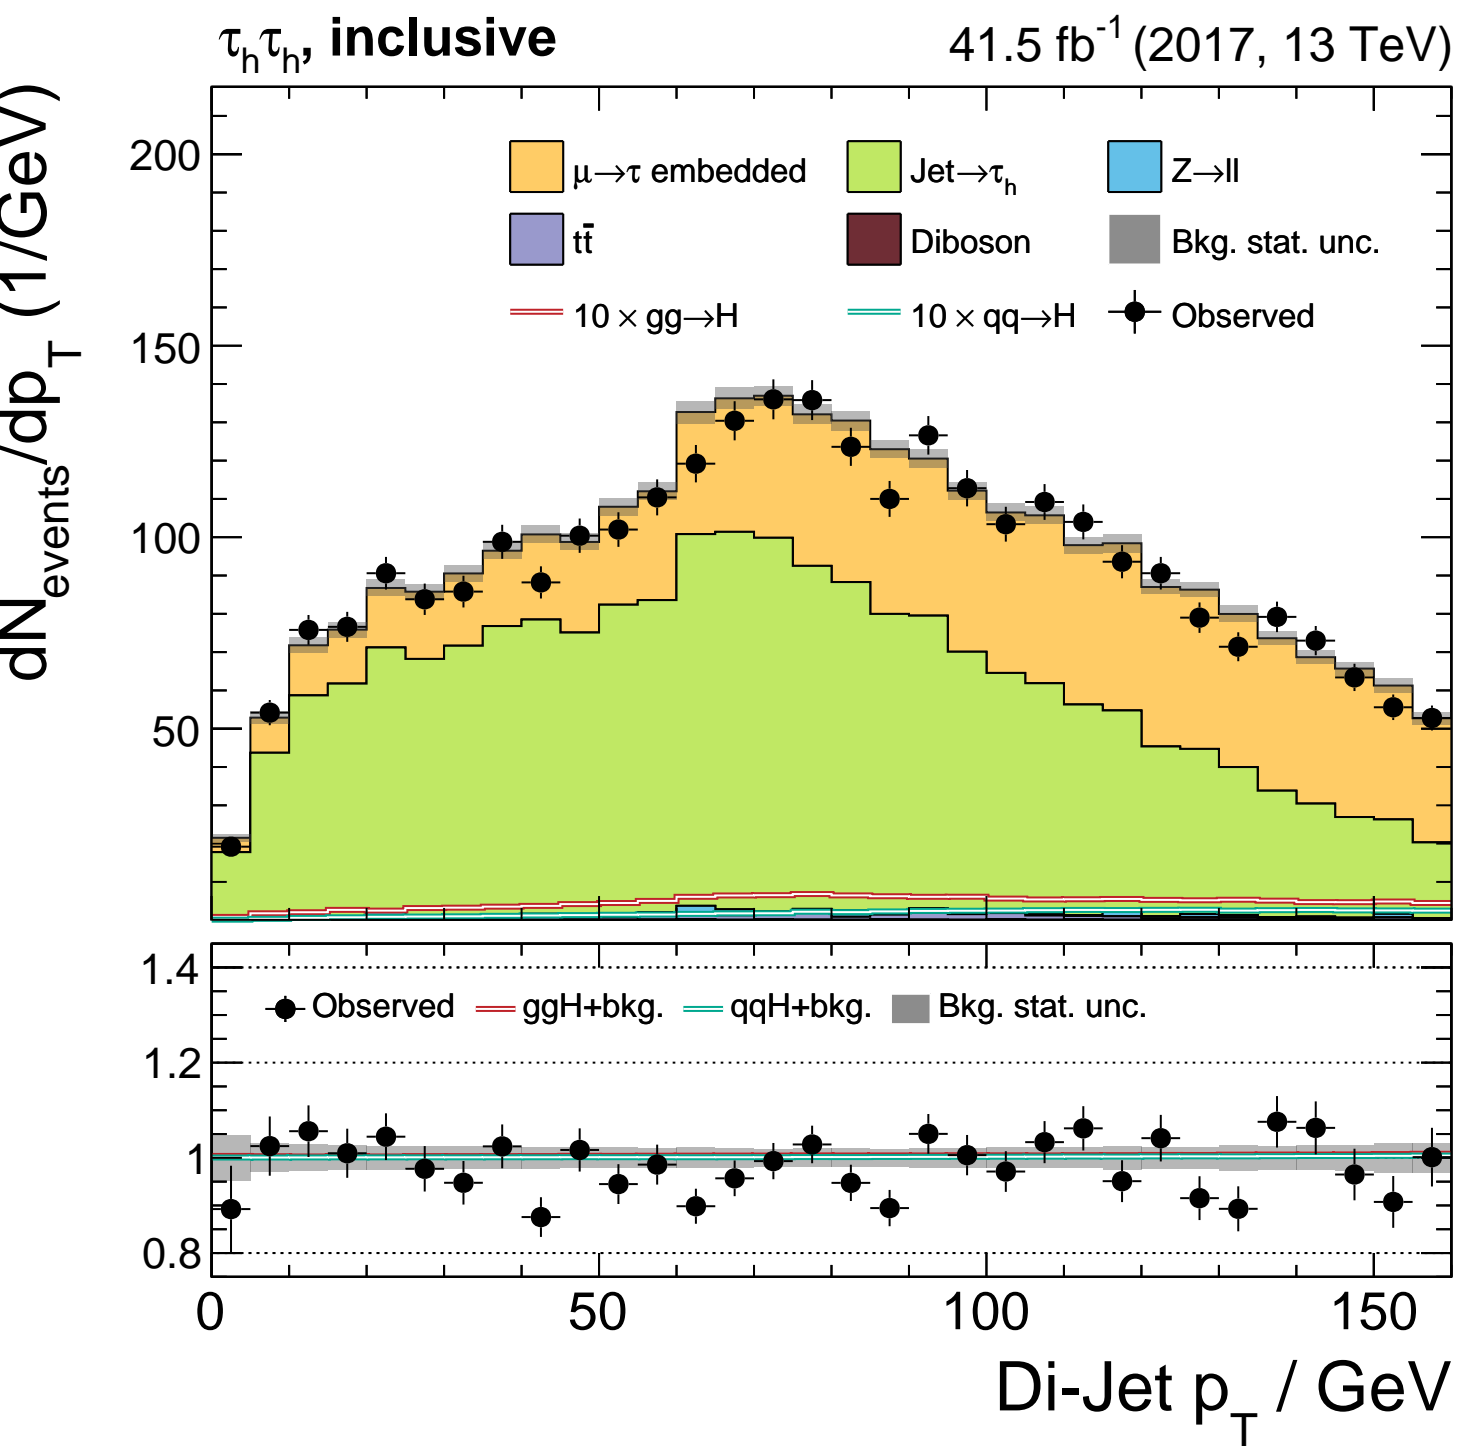 τhτh, inclusive
41.5 fb-1 (2017, 13 TeV)
dNevents/dpT (1/GeV)
200
150
100
50
μ→τ embedded
Jet→τh
Z→ll
tt̄
Diboson
Bkg. stat. unc.
10 × gg→H
10 × qq→H
Observed
1.4
1.2
1
0.8
Observed
ggH+bkg.
qqH+bkg.
Bkg. stat. unc.
0
50
100
150
Di-Jet pT / GeV